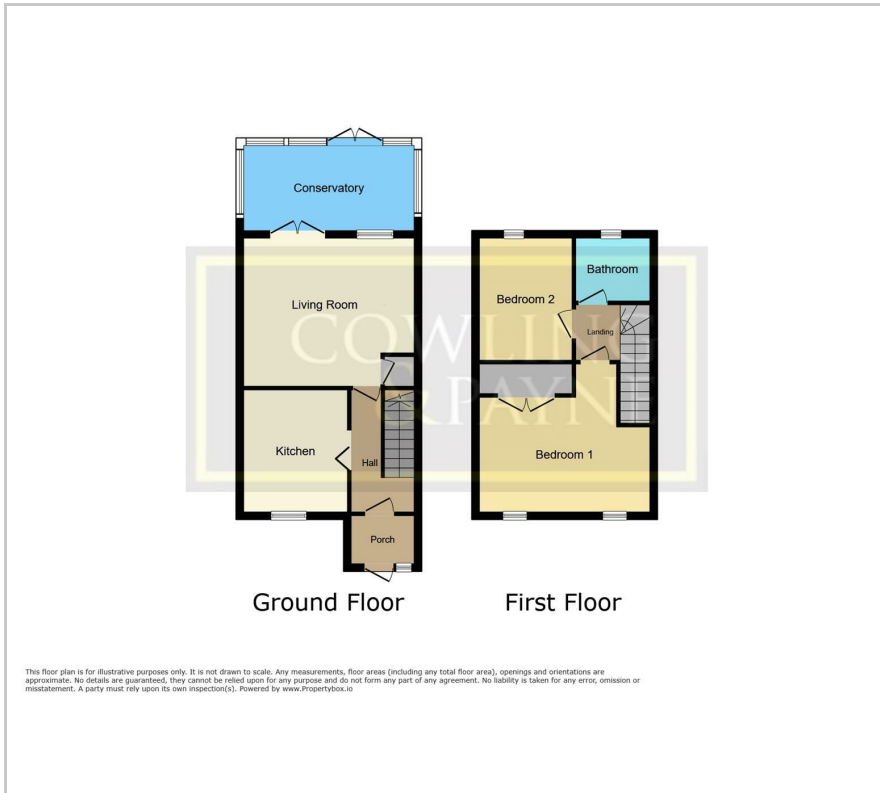 Conservatory
Living Room
Kitchen
Hall
Porch
Bedroom 2
Bathroom
Landing
Bedroom 1
COWLING
& PAYNE
Ground Floor
First Floor
This floor plan is for illustrative purposes only. It is not drawn to scale. Any measurements, floor areas (including any total floor area), openings and orientations are
approximate. No details are guaranteed, they cannot be relied upon for any purpose and do not form any part of any agreement. No liability is taken for any error, omission or
misstatement. A party must rely upon its own inspection(s). Powered by www.Propertybox.io